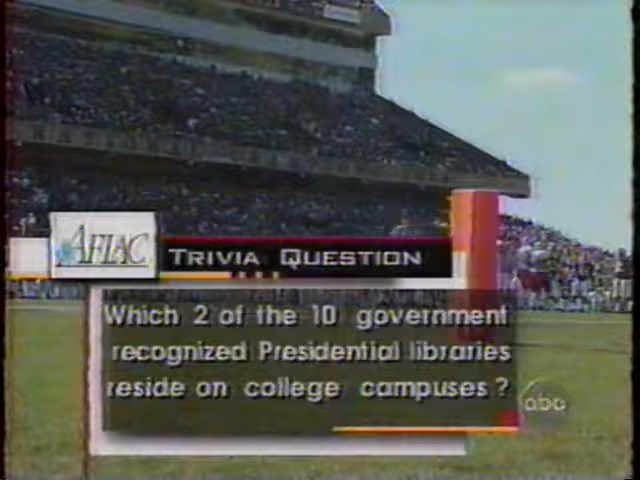 AFLAC
TRIVIA QUESTION
Which 2 of the 10 government
recognized Presidential libraries
reside on college campuses?
abc